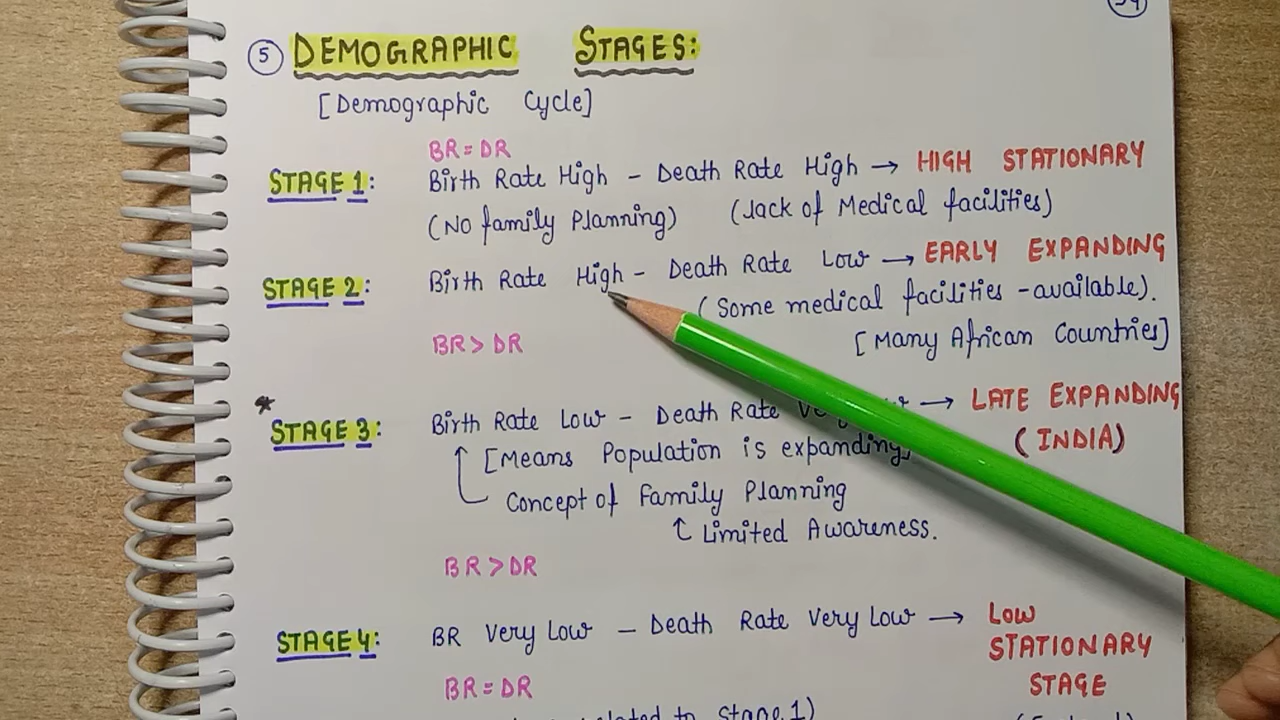 5 DEMOGRAPHIC STAGES:
[Demographic Cycle]
BR = DR
STAGE 1: Birth Rate High - Death Rate High → HIGH STATIONARY
(No family Planning) (lack of Medical facilities)
STAGE 2: Birth Rate High - Death Rate Low → EARLY EXPANDING
(Some medical facilities - available).
BR > DR [Many African Countries]
* STAGE 3: Birth Rate Low - Death Rate → LATE EXPANDING
[Means Population is expanding (INDIA)
Concept of Family Planning
↑ Limited Awareness.
BR > DR
STAGE 4: BR Very Low - Death Rate Very Low → LOW
STATIONARY
STAGE
BR = DR
to Stage 1)